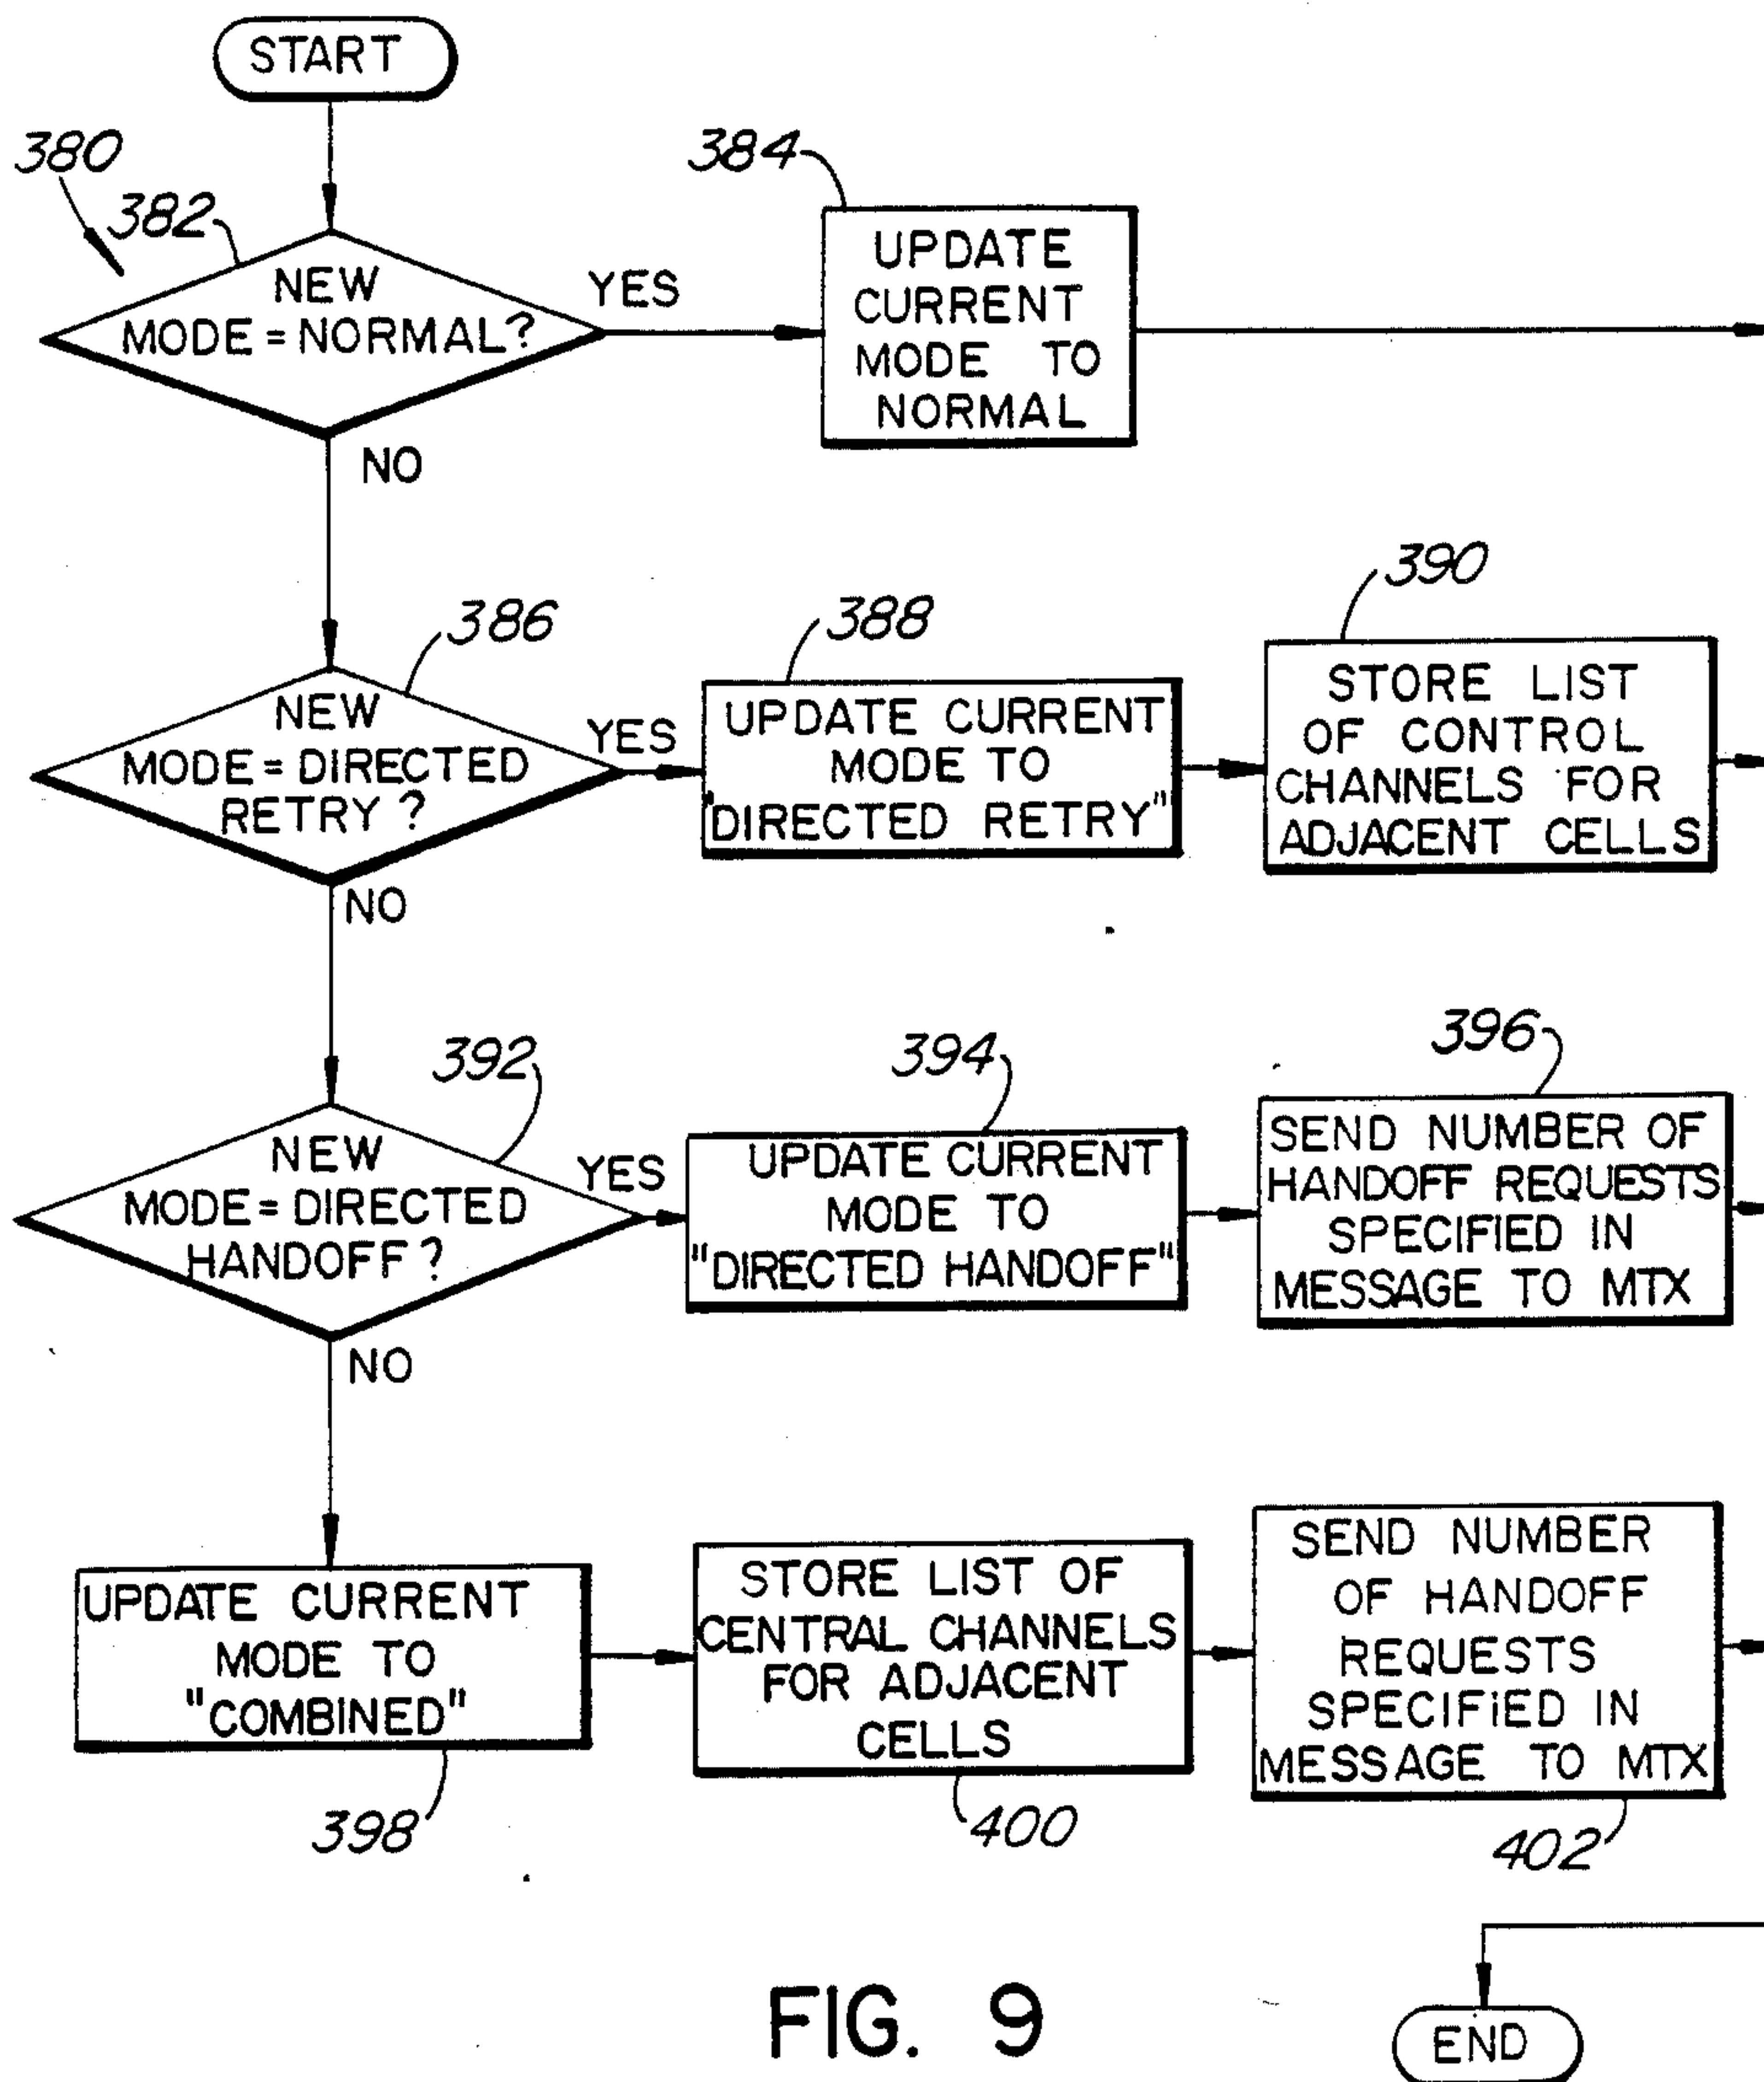 START
380
382
NEW
MODE = NORMAL?
YES
NO
384
UPDATE
CURRENT
MODE TO
NORMAL
386
NEW
MODE = DIRECTED
RETRY?
YES
NO
388
UPDATE CURRENT
MODE TO
"DIRECTED RETRY"
390
STORE LIST
OF CONTROL
CHANNELS FOR
ADJACENT CELLS
392
NEW
MODE = DIRECTED
HANDOFF?
YES
NO
394
UPDATE CURRENT
MODE TO
"DIRECTED HANDOFF"
396
SEND NUMBER OF
HANDOFF REQUESTS
SPECIFIED IN
MESSAGE TO MTX
UPDATE CURRENT
MODE TO
"COMBINED"
398
STORE LIST OF
CENTRAL CHANNELS
FOR ADJACENT
CELLS
400
SEND NUMBER
OF HANDOFF
REQUESTS
SPECIFIED IN
MESSAGE TO MTX
402
END
FIG. 9